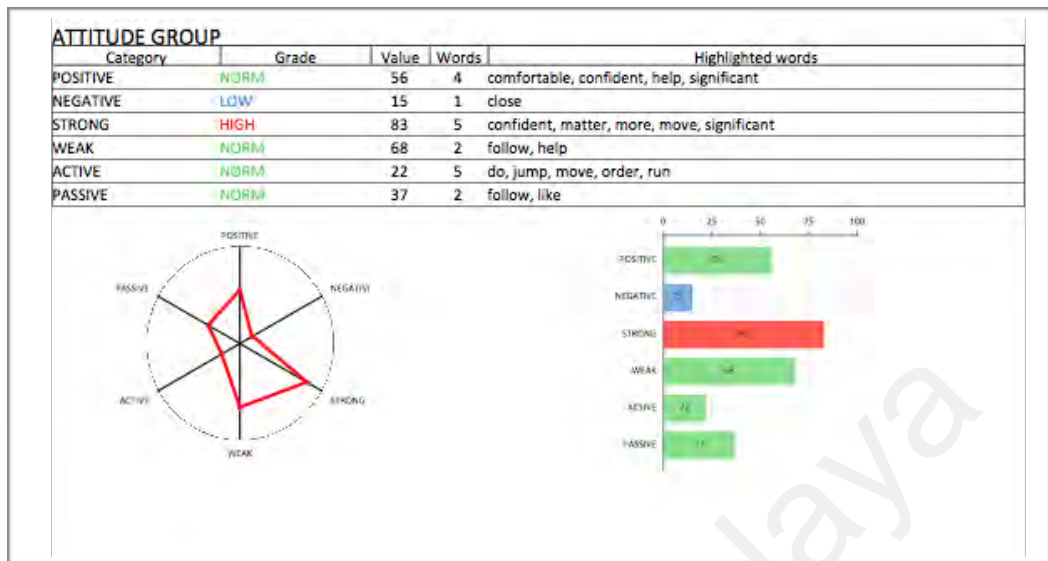 ATTITUDE GROUP
Category Grade Value Words Highlighted words
POSITIVE NORM 56 4 comfortable, confident, help, significant
NEGATIVE LOW 15 1 close
STRONG HIGH 83 5 confident, matter, more, move, significant
WEAK NORM 68 2 follow, help
ACTIVE NORM 22 5 do, jump, move, order, run
PASSIVE NORM 37 2 follow, like
POSITIVE
PASSIVE
NEGATIVE
ACTIVE
STRONG
WEAK
0 25 50 75 100
POSITIVE
NEGATIVE
STRONG
WEAK
ACTIVE 22
PASSIVE
laya